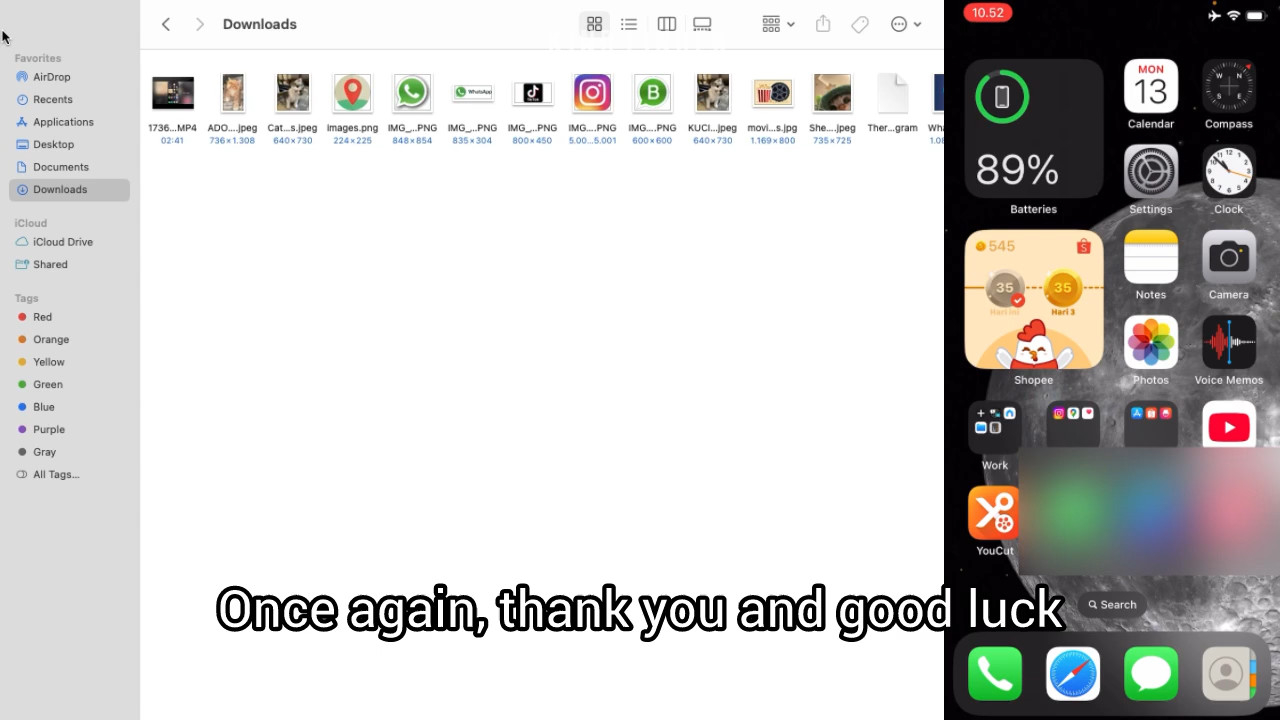 Downloads
Favorites
AirDrop
Recents
Applications
Desktop
Documents
Downloads
iCloud
iCloud Drive
Shared
Tags
Red
Orange
Yellow
Green
Blue
Purple
Gray
All Tags...
1736...MP4
02:41
ADO....jpeg
736×1.308
Cat...s.jpeg
640×730
images.png
224×225
IMG_...PNG
848×854
IMG_...PNG
835×304
IMG_...PNG
800×450
IMG....PNG
5.00...5.001
IMG....PNG
600×600
KUCI...jpeg
640×730
movi...s.jpg
1.169×800
She....jpeg
735×725
Ther...gram
10.52
89%
Batteries
MON
13
Calendar
N
E
S
W
Compass
Settings
Clock
545
S
35
35
Hari ini
Hari 3
Shopee
Notes
Camera
Photos
Voice Memos
Work
YouCut
Search
Once again, thank you and good luck